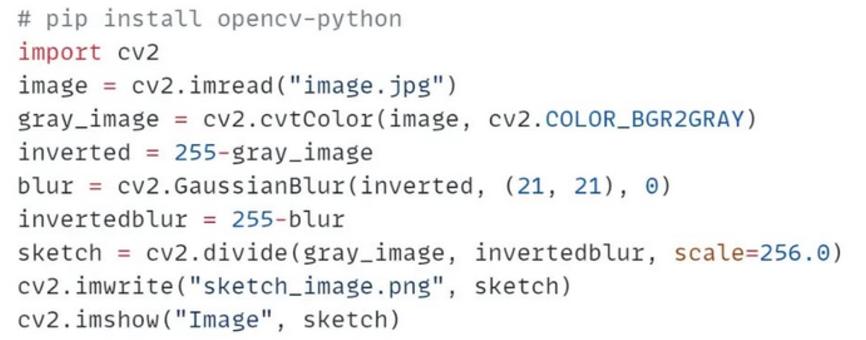 # pip install opencv-python
import cv2
image = cv2.imread("image.jpg")
gray_image = cv2.cvtColor(image, cv2.COLOR_BGR2GRAY)
inverted = 255-gray_image
blur = cv2.GaussianBlur(inverted, (21, 21), 0)
invertedblur = 255-blur
sketch = cv2.divide(gray_image, invertedblur, scale=256.0)
cv2.imwrite("sketch_image.png", sketch)
cv2.imshow("Image", sketch)